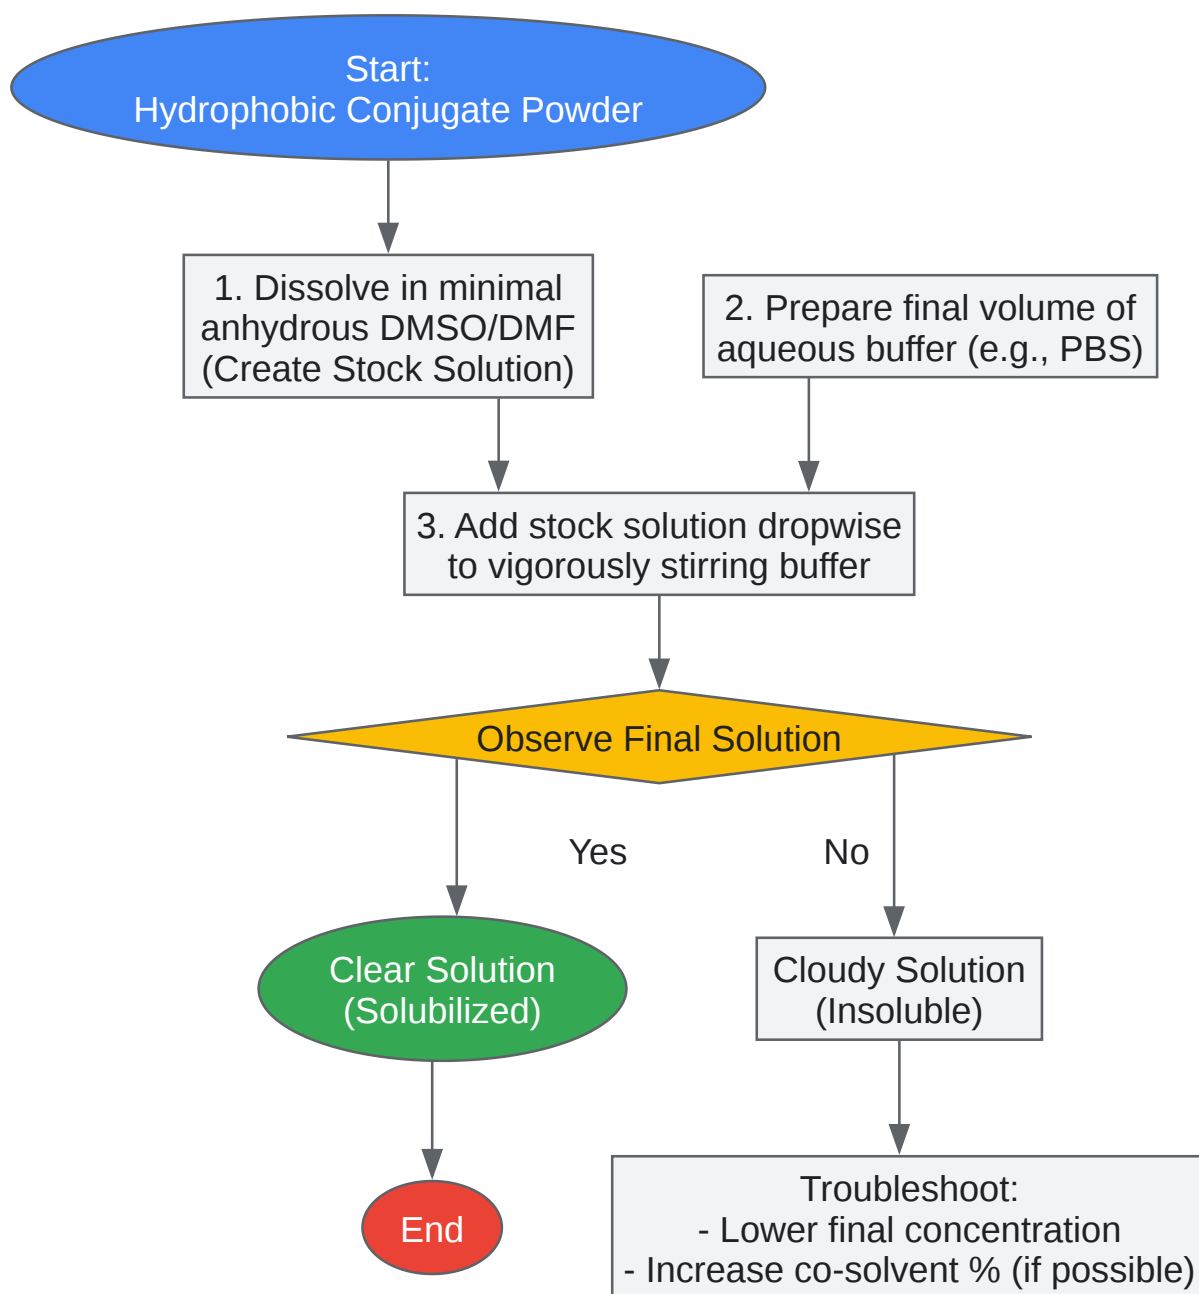 Start:
Hydrophobic Conjugate Powder
1. Dissolve in minimal
anhydrous DMSO/DMF
(Create Stock Solution)
2. Prepare final volume of
aqueous buffer (e.g., PBS)
3. Add stock solution dropwise
to vigorously stirring buffer
Observe Final Solution
Yes
No
Clear Solution
(Solubilized)
Cloudy Solution
(Insoluble)
End
Troubleshoot:
- Lower final concentration
- Increase co-solvent % (if possible)